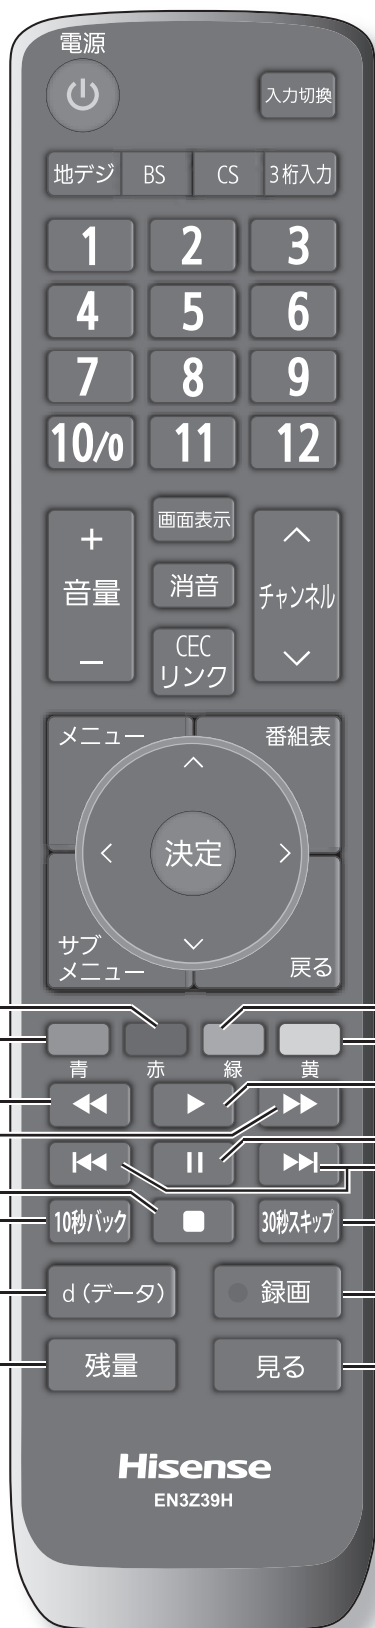 電源
入力切換
地デジ BS CS 3桁入力
1 2 3
4 5 6
7 8 9
10/0 11 12
画面表示
+ 音量 −
消音
チャンネル
CEC
リンク
メニュー 番組表
決定
サブ
メニュー
戻る
青 赤 緑 黄
10秒バック 30秒スキップ
d（データ） 録画
残量 見る
Hisense
EN3Z39H